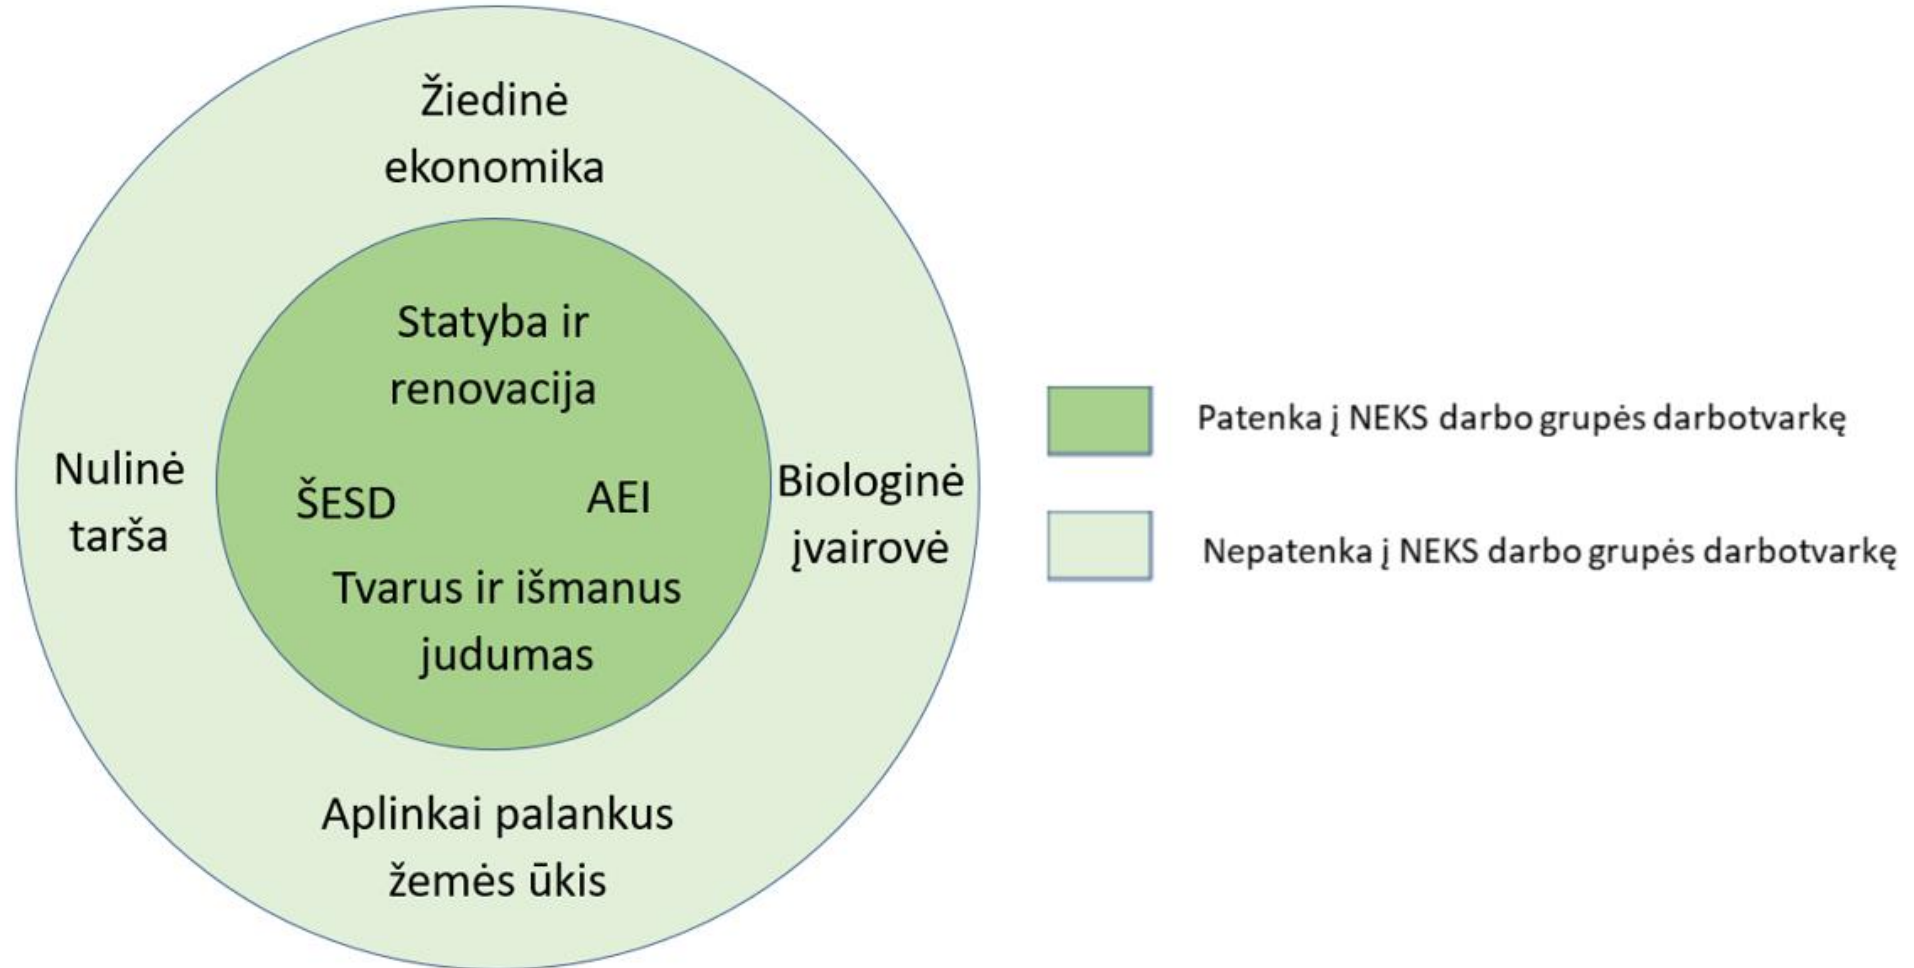 Žiedinė
ekonomika
Statyba ir
renovacija
Nulinė
tarša
ŠESD
AEI
Biologinė
įvairovė
Tvarus ir išmanus
judumas
Aplinkai palankus
žemės ūkis
Patenka į NEKS darbo grupės darbotvarkę
Nepatenka į NEKS darbo grupės darbotvarkę